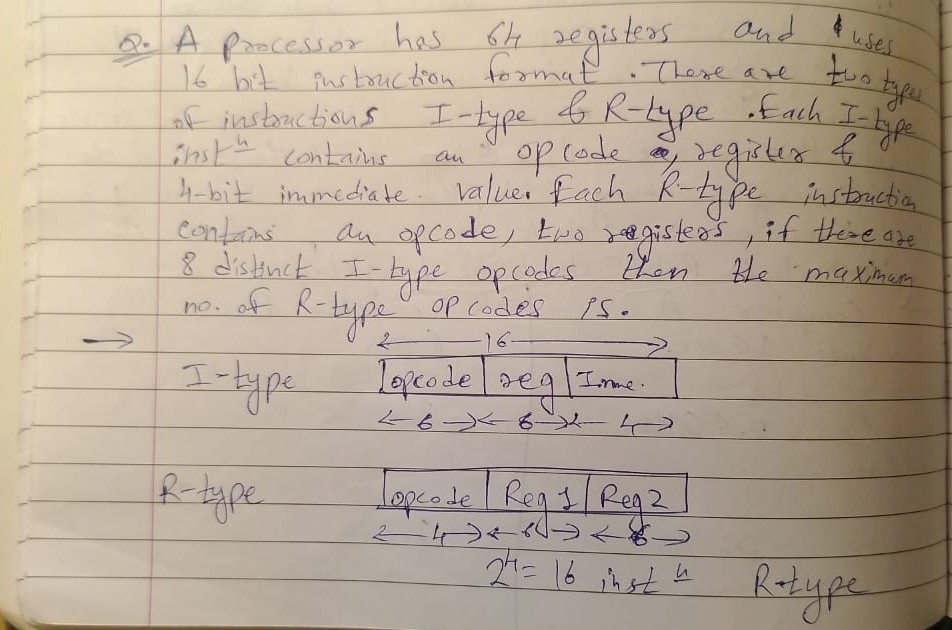 Q. A processor has 64 registers and uses
16 bit instruction format. There are two types
of instructions I-type & R-type. Each I-type
instⁿ contains an opcode, register &
4-bit immediate. value. Each R-type instruction
contains an opcode, two registers, if there are
8 distinct I-type opcodes then the maximum
no. of R-type opcodes is.
→ 16
I-type opcode reg Imme.
6 6 4
R-type opcode Reg 1 Reg 2
4 6 6
2⁴ = 16 instⁿ R-type